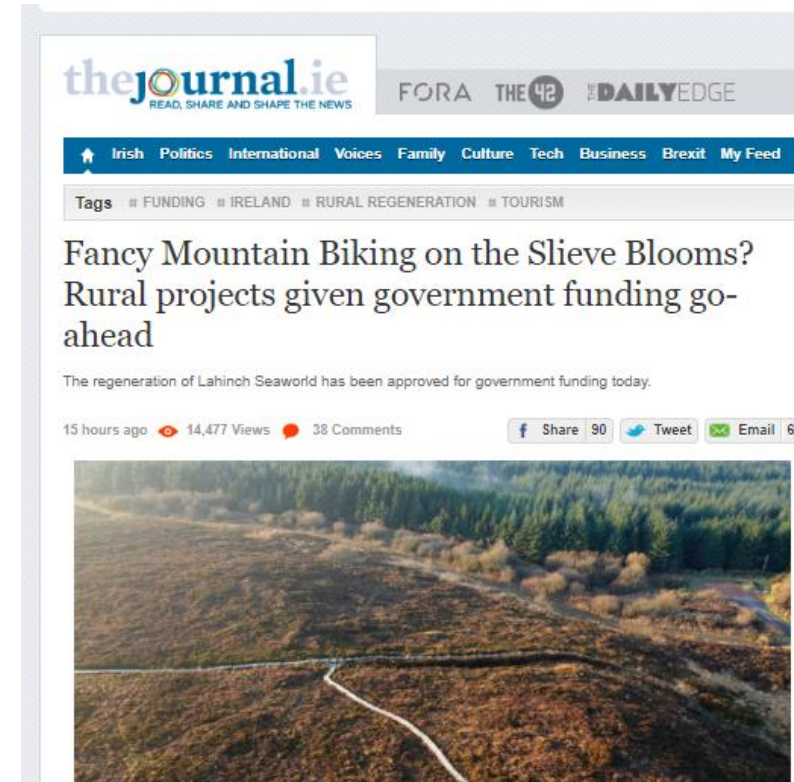 thejournal.ie
READ, SHARE AND SHAPE THE NEWS
FORA THE 42 THE DAILYEDGE
Irish Politics International Voices Family Culture Tech Business Brexit My Feed
Tags # FUNDING # IRELAND # RURAL REGENERATION # TOURISM
Fancy Mountain Biking on the Slieve Blooms?
Rural projects given government funding go-
ahead
The regeneration of Lahinch Seaworld has been approved for government funding today.
15 hours ago 14,477 Views 38 Comments f Share 90 Tweet Email 6